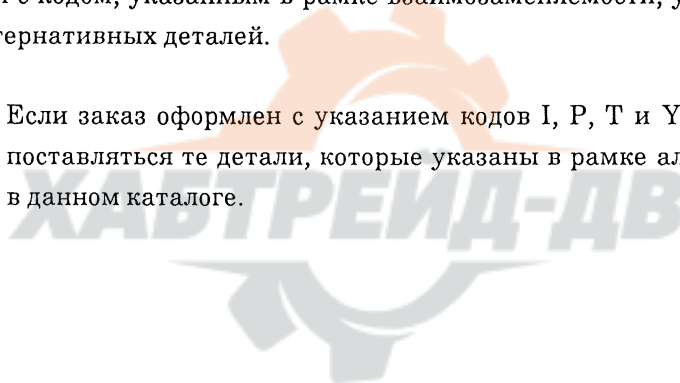 с кодом, указанным в рамке взаимозаменяемости, у
тернативных деталей.
Если заказ оформлен с указанием кодов I, P, T и Y
поставляться те детали, которые указаны в рамке ал
в данном каталоге.
ХАБТРЕЙД-ДВ